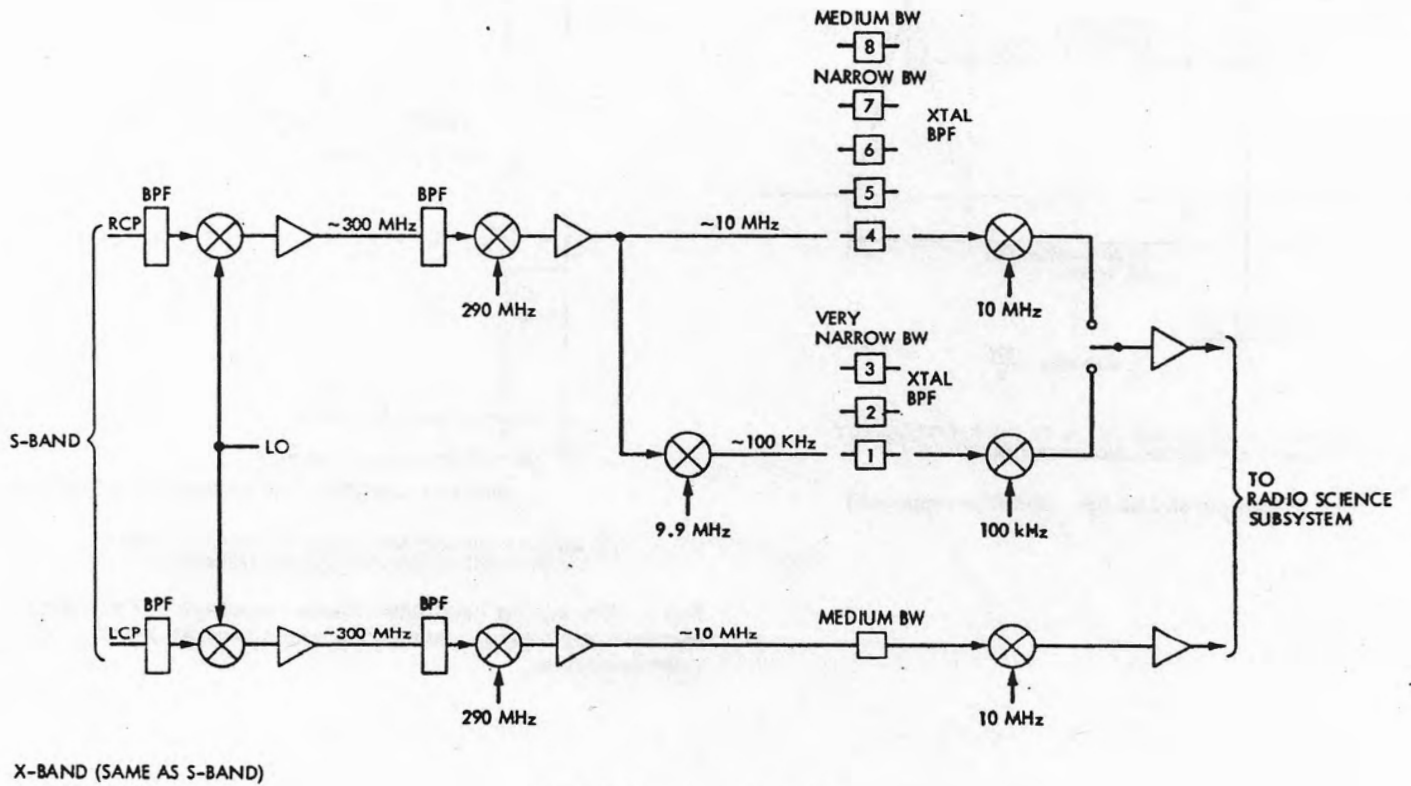 MEDIUM BW
8
NARROW BW
7
XTAL
BPF
6
5
BPF
RCP
~300 MHz
BPF
~10 MHz
4
290 MHz
10 MHz
VERY
NARROW BW
3
XTAL
BPF
2
S-BAND
LO
~100 KHz
1
9.9 MHz
100 kHz
TO
RADIO SCIENCE
SUBSYSTEM
BPF
LCP
~300 MHz
BPF
~10 MHz
MEDIUM BW
290 MHz
10 MHz
X-BAND (SAME AS S-BAND)